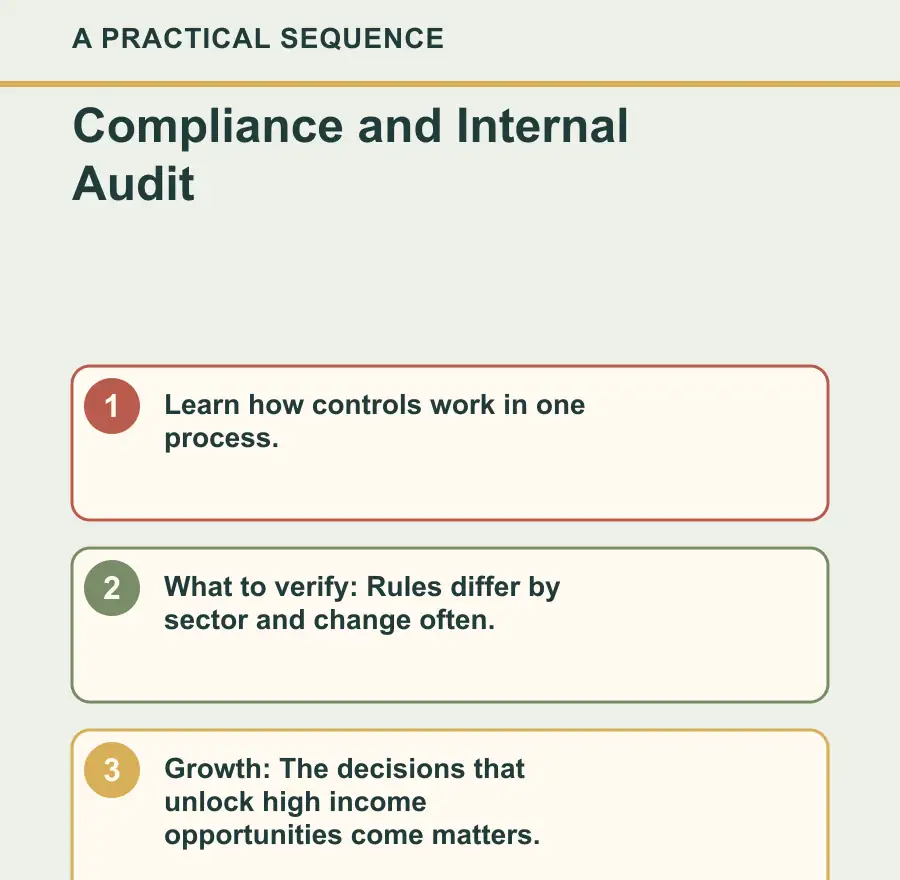 A PRACTICAL SEQUENCE
Compliance and Internal
Audit
1
Learn how controls work in one
process.
2
What to verify: Rules differ by
sector and change often.
3
Growth: The decisions that
unlock high income
opportunities come matters.